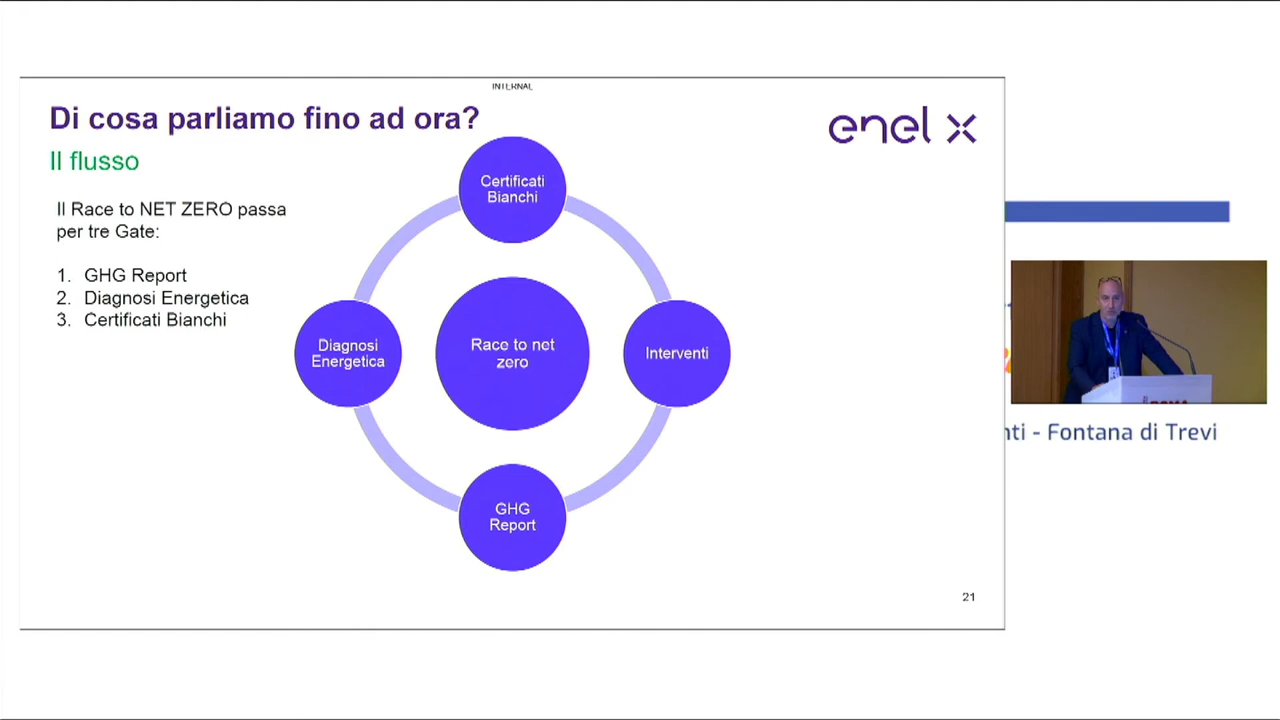 INTERNAL
Di cosa parliamo fino ad ora?
enel x
Il flusso
Il Race to NET ZERO passa
per tre Gate:
1. GHG Report
2. Diagnosi Energetica
3. Certificati Bianchi
Certificati
Bianchi
Diagnosi
Energetica
Race to net
zero
Interventi
GHG
Report
21
nti - Fontana di Trevi